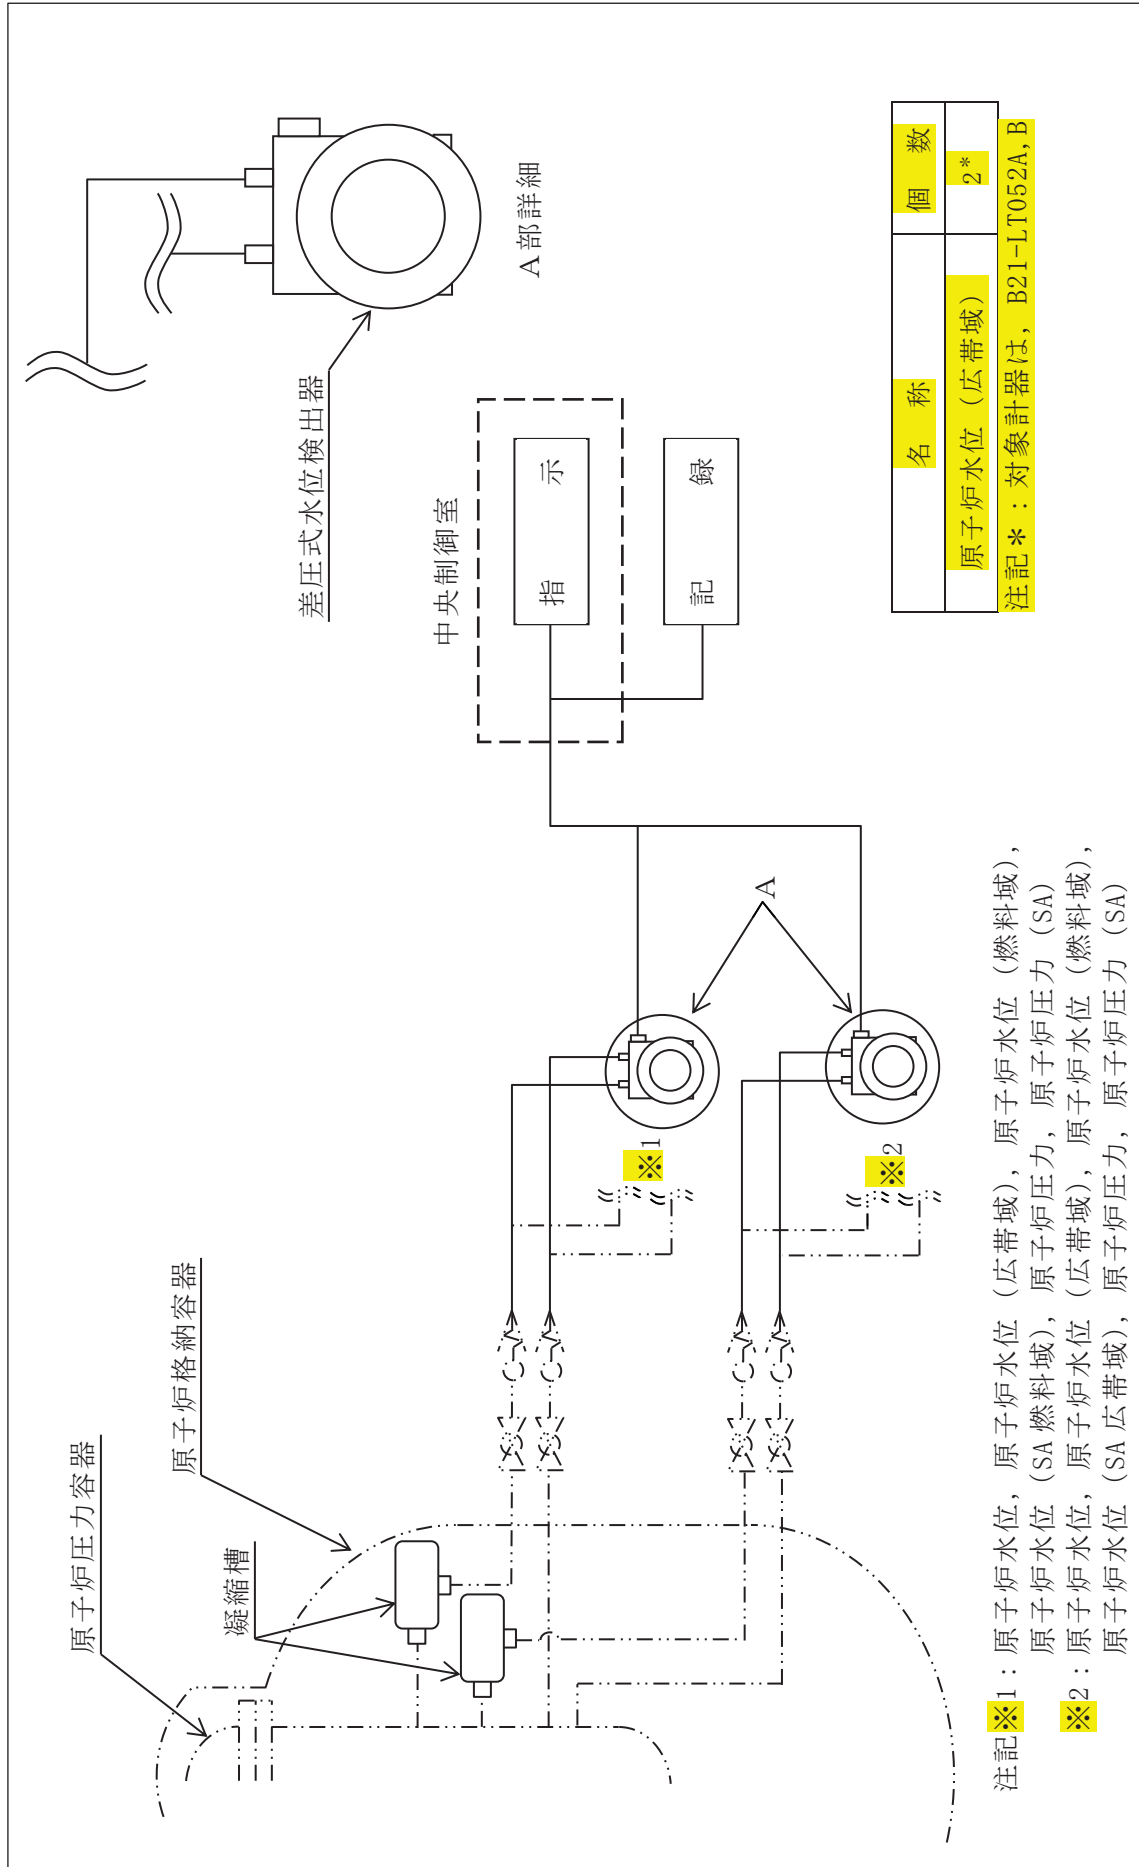 原子炉圧力容器
原子炉格納容器
凝縮槽
差圧式水位検出器
A部詳細
中央制御室
指 示
記 録
A
※1
※2
名 称 個 数
原子炉水位（広帯域） 2*
注記＊：対象計器は，B21-LT052A,B
注記※1：原子炉水位，原子炉水位（広帯域），原子炉水位（燃料域），
原子炉水位（SA 燃料域），原子炉圧力，原子炉圧力（SA）
※2：原子炉水位，原子炉水位（広帯域），原子炉水位（燃料域），
原子炉水位（SA 広帯域），原子炉圧力，原子炉圧力（SA）